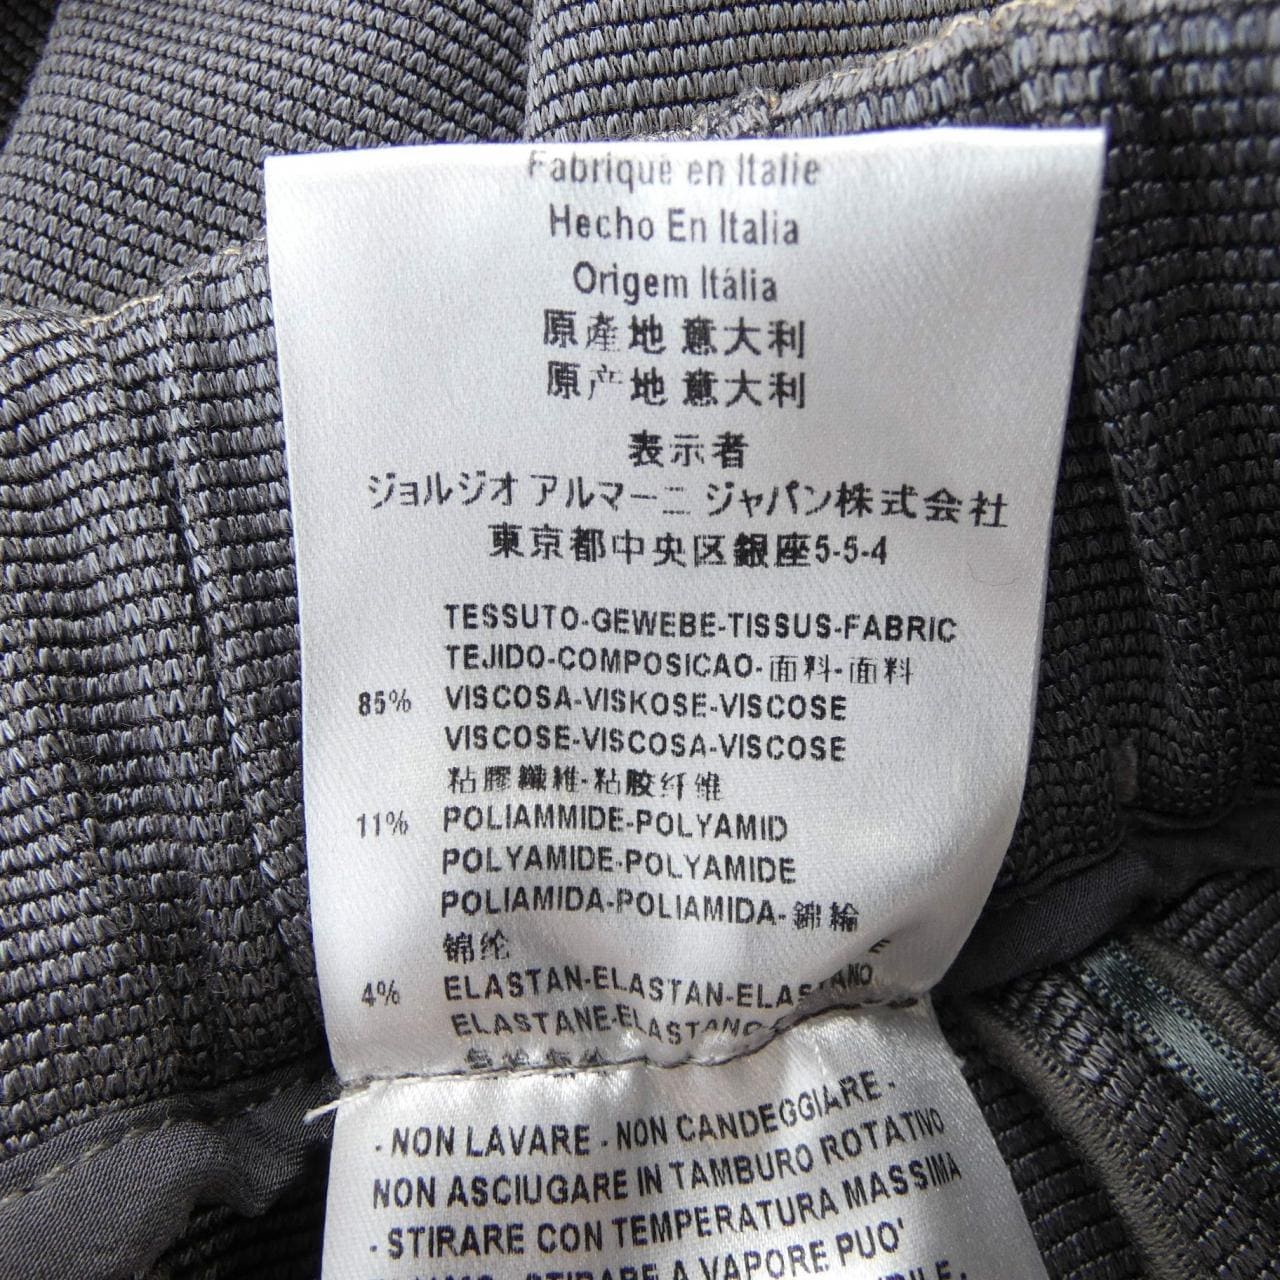 Fabriqué en Italie
Hecho En Italia
Origem Itália
原產地 意大利
原产地 意大利
表示者
ジョルジオ アルマーニ ジャパン株式会社
東京都中央区銀座5-5-4
TESSUTO-GEWEBE-TISSUS-FABRIC
TEJIDO-COMPOSICAO-面料-面料
85% VISCOSA-VISKOSE-VISCOSE
VISCOSE-VISCOSA-VISCOSE
粘膠纖維-粘胶纤维
11% POLIAMMIDE-POLYAMID
POLYAMIDE-POLYAMIDE
POLIAMIDA-POLIAMIDA-錦綸
锦纶
4% ELASTAN-ELASTAN-
ELASTANE-
- NON LAVARE - NON CANDEGGIARE -
NON ASCIUGARE IN TAMBURO ROTATIVO
- STIRARE CON TEMPERATURA MASSIMA
STIRARE A VAPORE PUO'